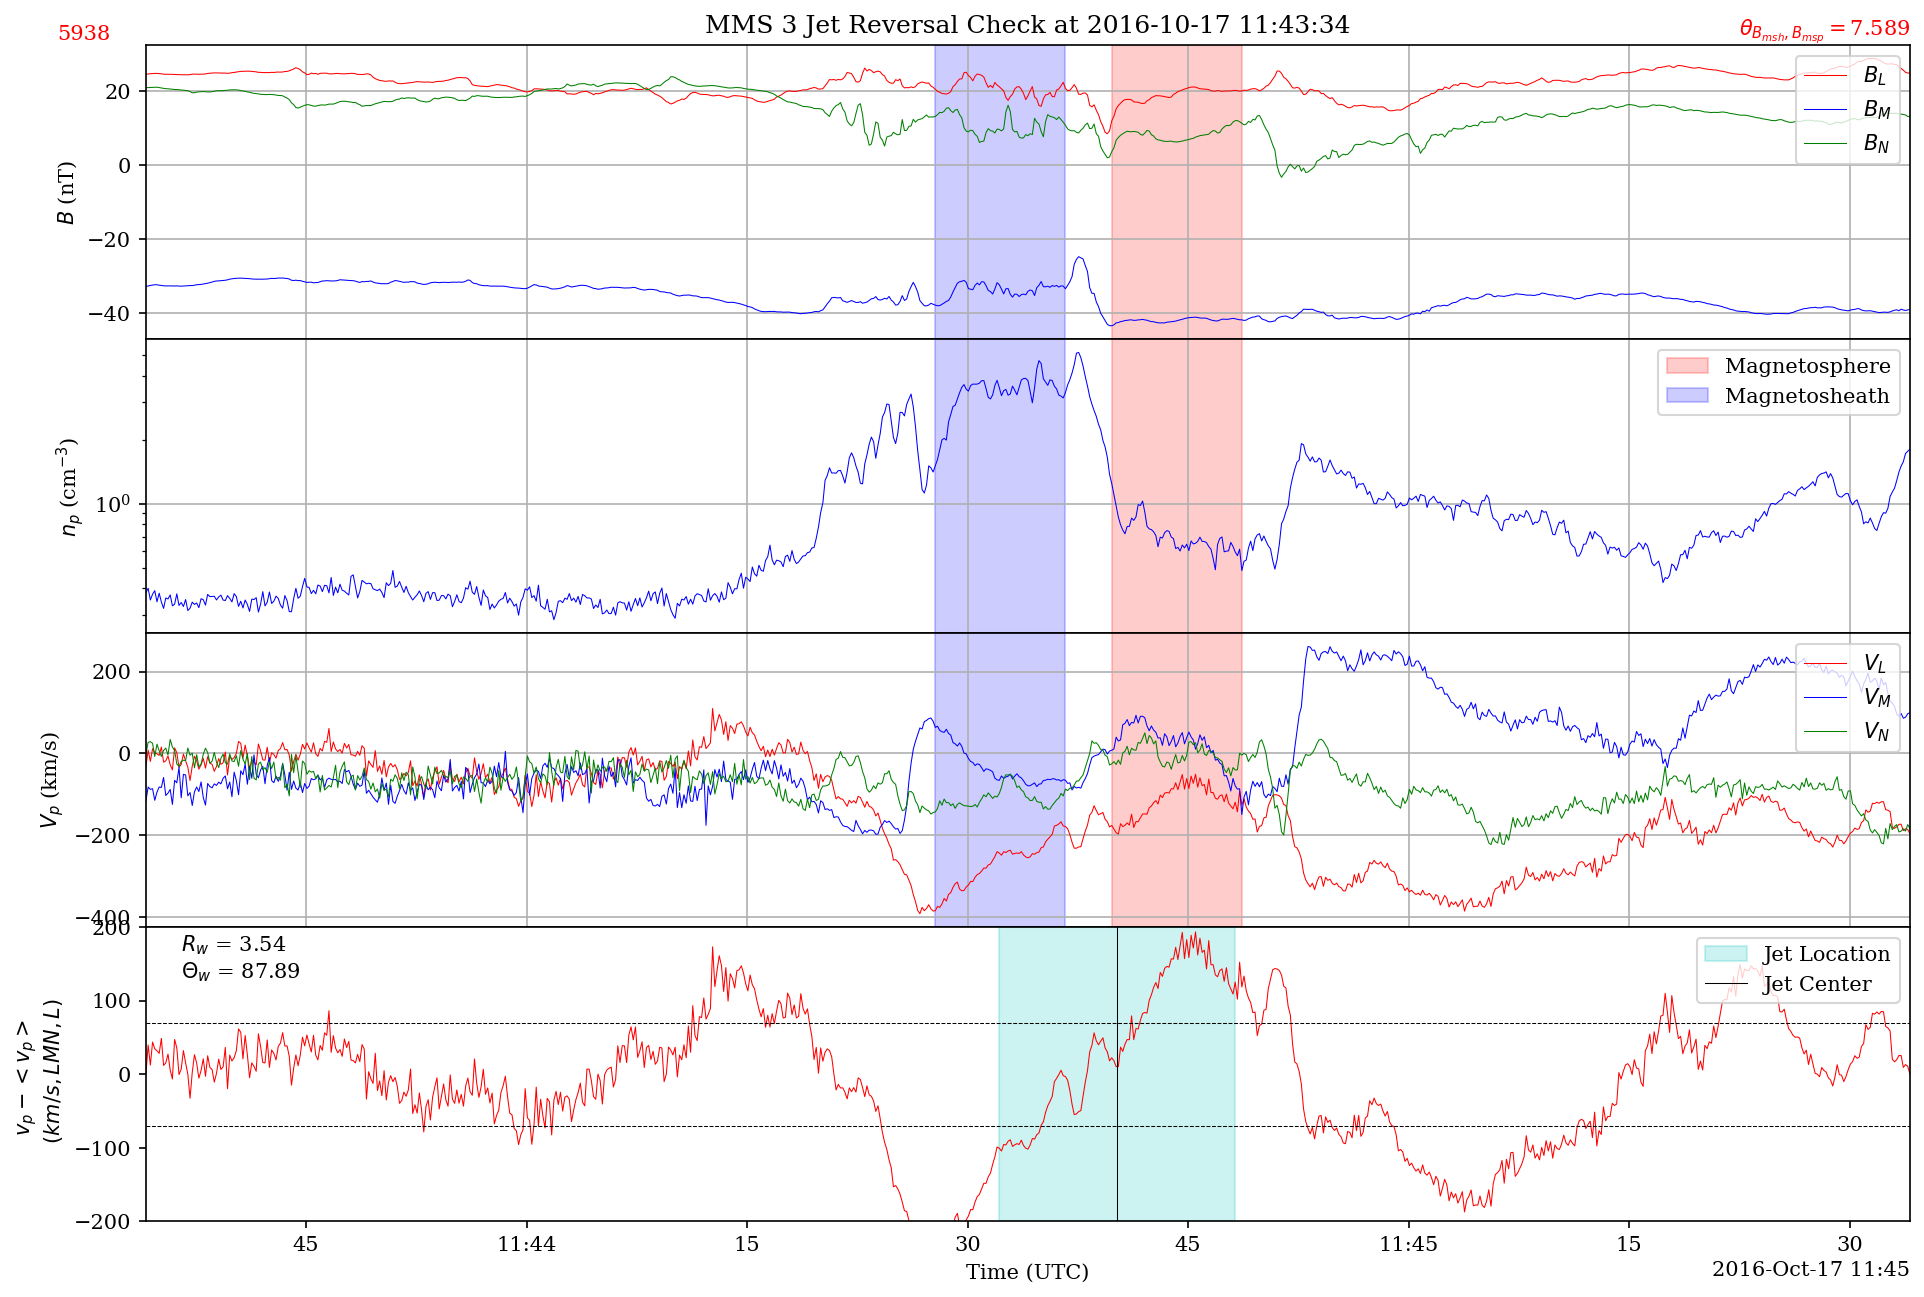 MMS 3 Jet Reversal Check at 2016-10-17 11:43:34
5938
θ_{B_{msh}, B_{msp}} = 7.589
20
0
−20
−40
B (nT)
B_L
B_M
B_N
10^0
n_p (cm^{−3})
Magnetosphere
Magnetosheath
200
0
−200
−400
V_p (km/s)
V_L
V_M
V_N
200
100
0
−100
−200
v_p − < v_p >
(km/s, LMN, L)
R_w = 3.54
Θ_w = 87.89
Jet Location
Jet Center
45
11:44
15
30
45
11:45
15
30
Time (UTC)
2016-Oct-17 11:45